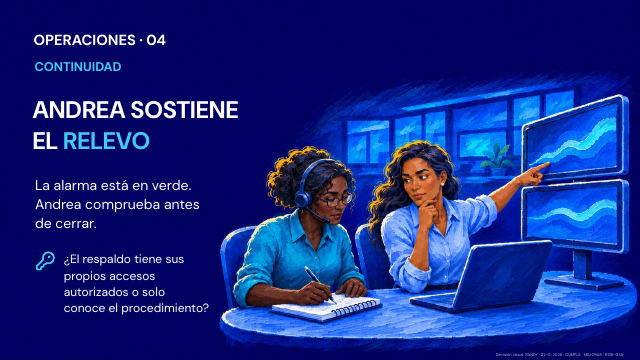 OPERACIONES · 04
CONTINUIDAD
ANDREA SOSTIENE
EL RELEVO
La alarma está en verde.
Andrea comprueba antes
de cerrar.
¿El respaldo tiene sus
propios accesos
autorizados o solo
conoce el procedimiento?